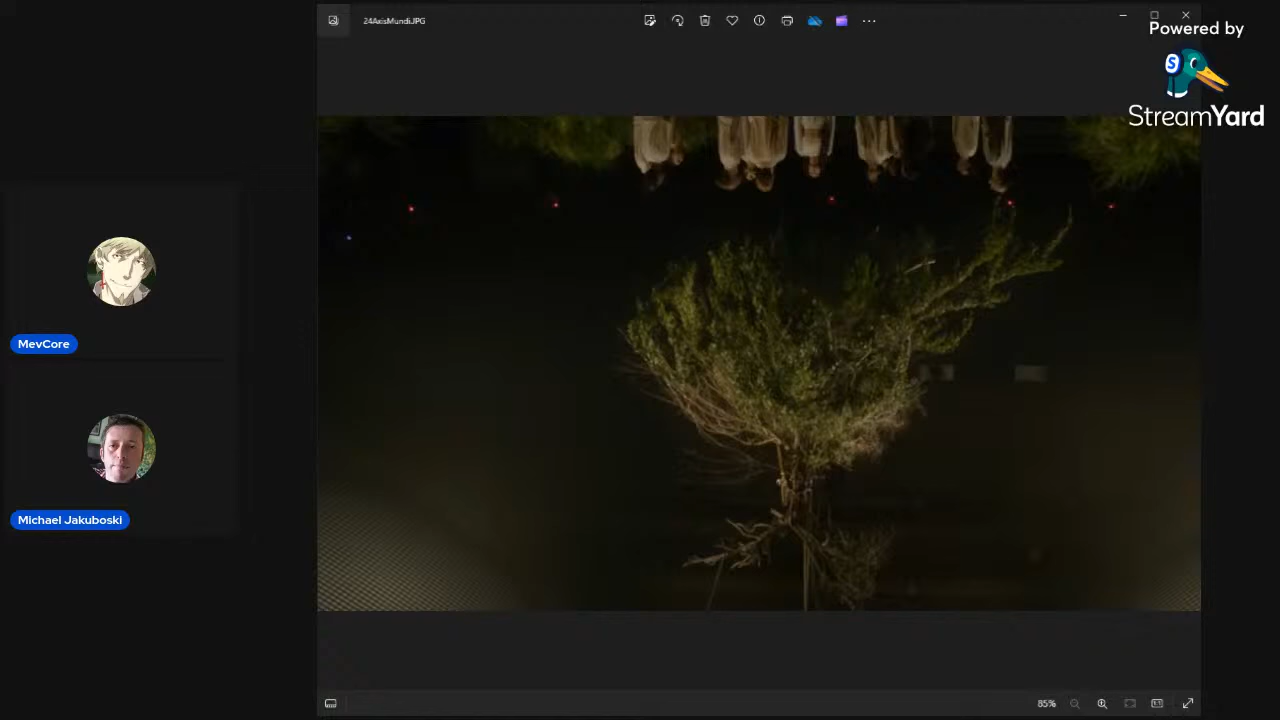 24AxisMundi.JPG
Powered by
S
StreamYard
MevCore
Michael Jakuboski
85%